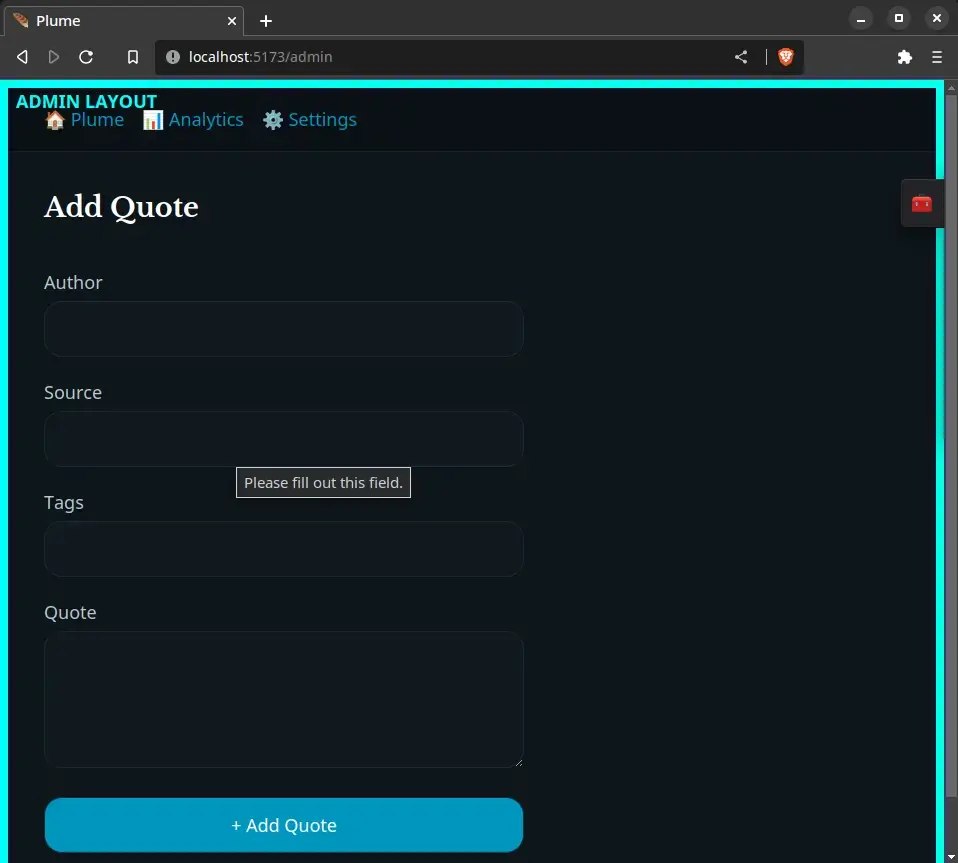 Plume
localhost:5173/admin
ADMIN LAYOUT
Plume Analytics Settings
Add Quote
Author
Source
Please fill out this field.
Tags
Quote
+ Add Quote